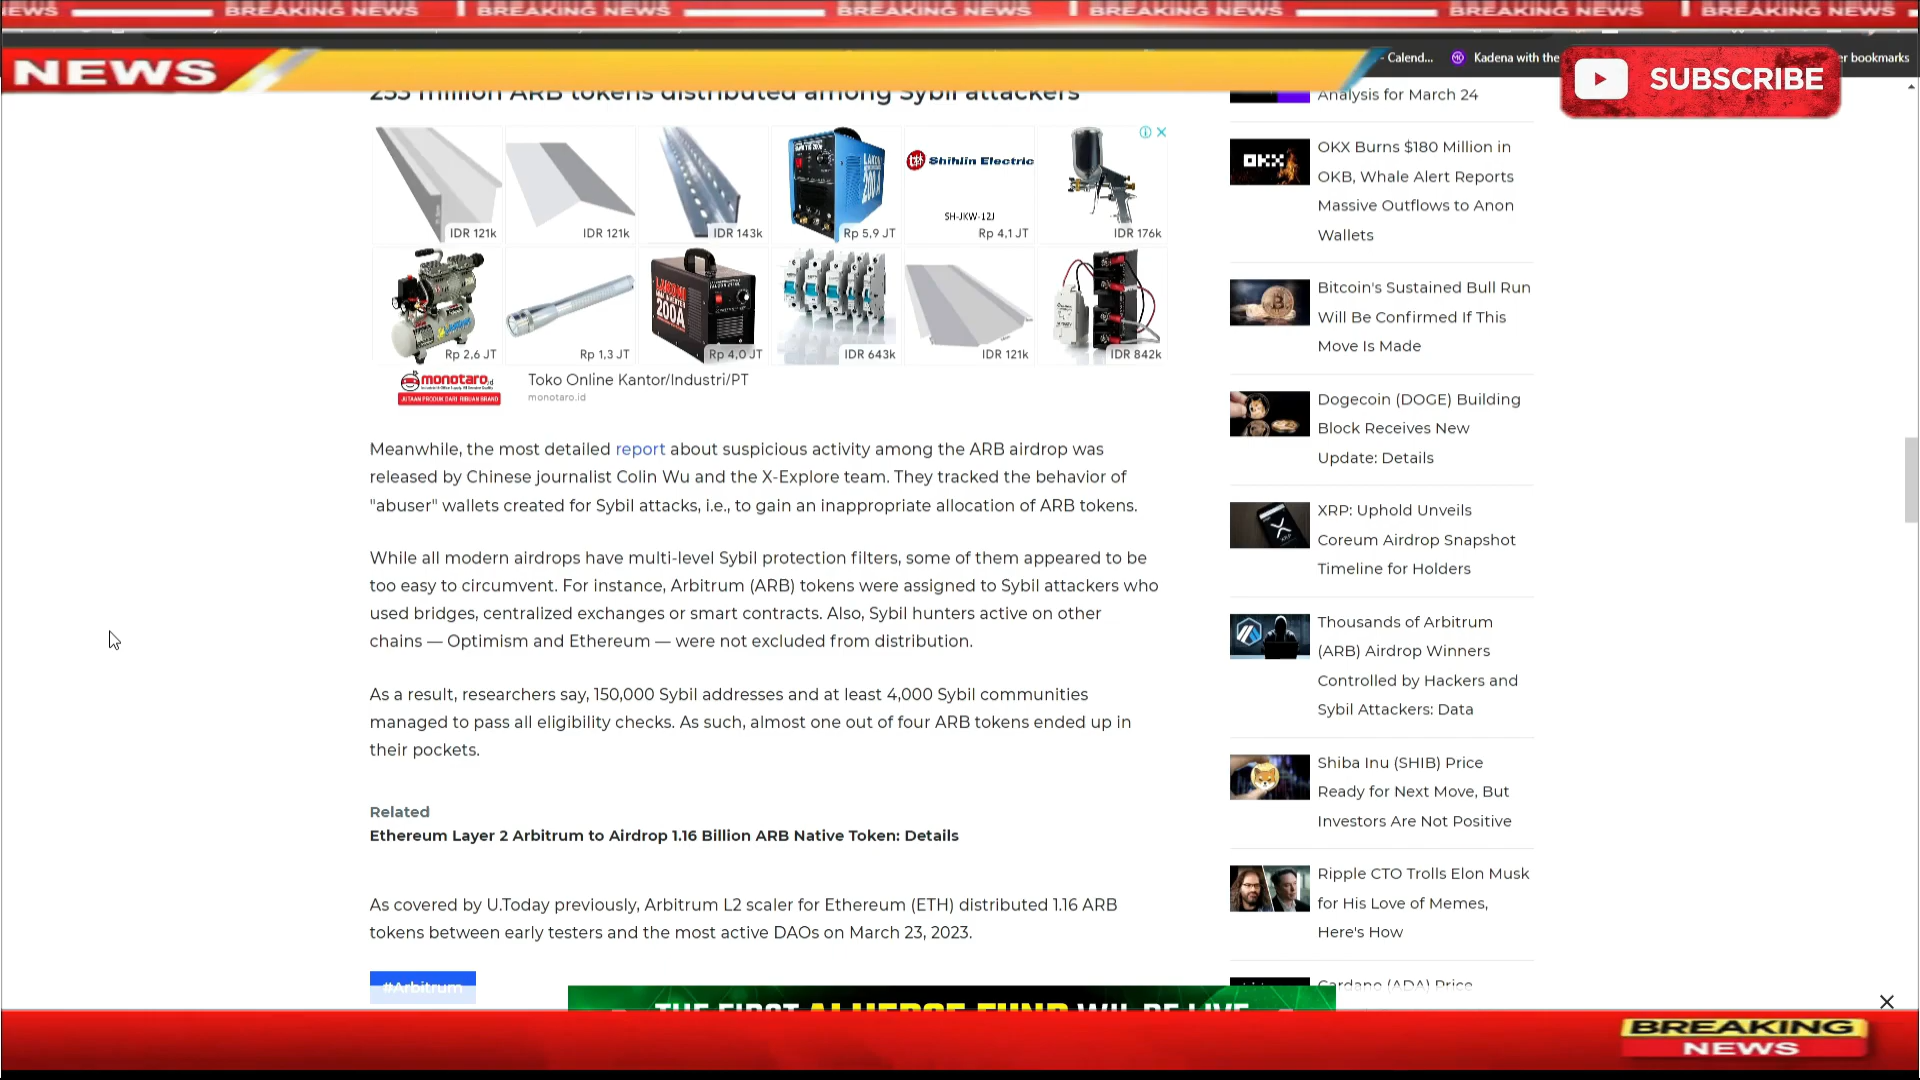 BREAKING NEWS
BREAKING NEWS
BREAKING NEWS
BREAKING NEWS
BREAKING NEWS
BREAKING NEWS
NEWS
- Calend...
Kadena with the
er bookmarks
SUBSCRIBE
255 million ARB tokens distributed among Sybil attackers
IDR 121k
IDR 121k
IDR 143k
LAKONI
200A
Rp 5,9 JT
Shihlin Electric
SH-JKW-12J
Rp 4,1 JT
IDR 176k
Rp 2,6 JT
Rp 1,3 JT
LAKONI
200A
Rp 4,0 JT
IDR 643k
IDR 121k
IDR 842k
monotaro.id
JUTAAN PRODUK DARI RIBUAN BRAND
Toko Online Kantor/Industri/PT
monotaro.id
Meanwhile, the most detailed report about suspicious activity among the ARB airdrop was
released by Chinese journalist Colin Wu and the X-Explore team. They tracked the behavior of
"abuser" wallets created for Sybil attacks, i.e., to gain an inappropriate allocation of ARB tokens.
While all modern airdrops have multi-level Sybil protection filters, some of them appeared to be
too easy to circumvent. For instance, Arbitrum (ARB) tokens were assigned to Sybil attackers who
used bridges, centralized exchanges or smart contracts. Also, Sybil hunters active on other
chains — Optimism and Ethereum — were not excluded from distribution.
As a result, researchers say, 150,000 Sybil addresses and at least 4,000 Sybil communities
managed to pass all eligibility checks. As such, almost one out of four ARB tokens ended up in
their pockets.
Related
Ethereum Layer 2 Arbitrum to Airdrop 1.16 Billion ARB Native Token: Details
As covered by U.Today previously, Arbitrum L2 scaler for Ethereum (ETH) distributed 1.16 ARB
tokens between early testers and the most active DAOs on March 23, 2023.
#Arbitrum
Analysis for March 24
OKX
OKX Burns $180 Million in
OKB, Whale Alert Reports
Massive Outflows to Anon
Wallets
Bitcoin's Sustained Bull Run
Will Be Confirmed If This
Move Is Made
Dogecoin (DOGE) Building
Block Receives New
Update: Details
XRP: Uphold Unveils
Coreum Airdrop Snapshot
Timeline for Holders
Thousands of Arbitrum
(ARB) Airdrop Winners
Controlled by Hackers and
Sybil Attackers: Data
Shiba Inu (SHIB) Price
Ready for Next Move, But
Investors Are Not Positive
Ripple CTO Trolls Elon Musk
for His Love of Memes,
Here's How
Cardano (ADA) Price
BREAKING
NEWS